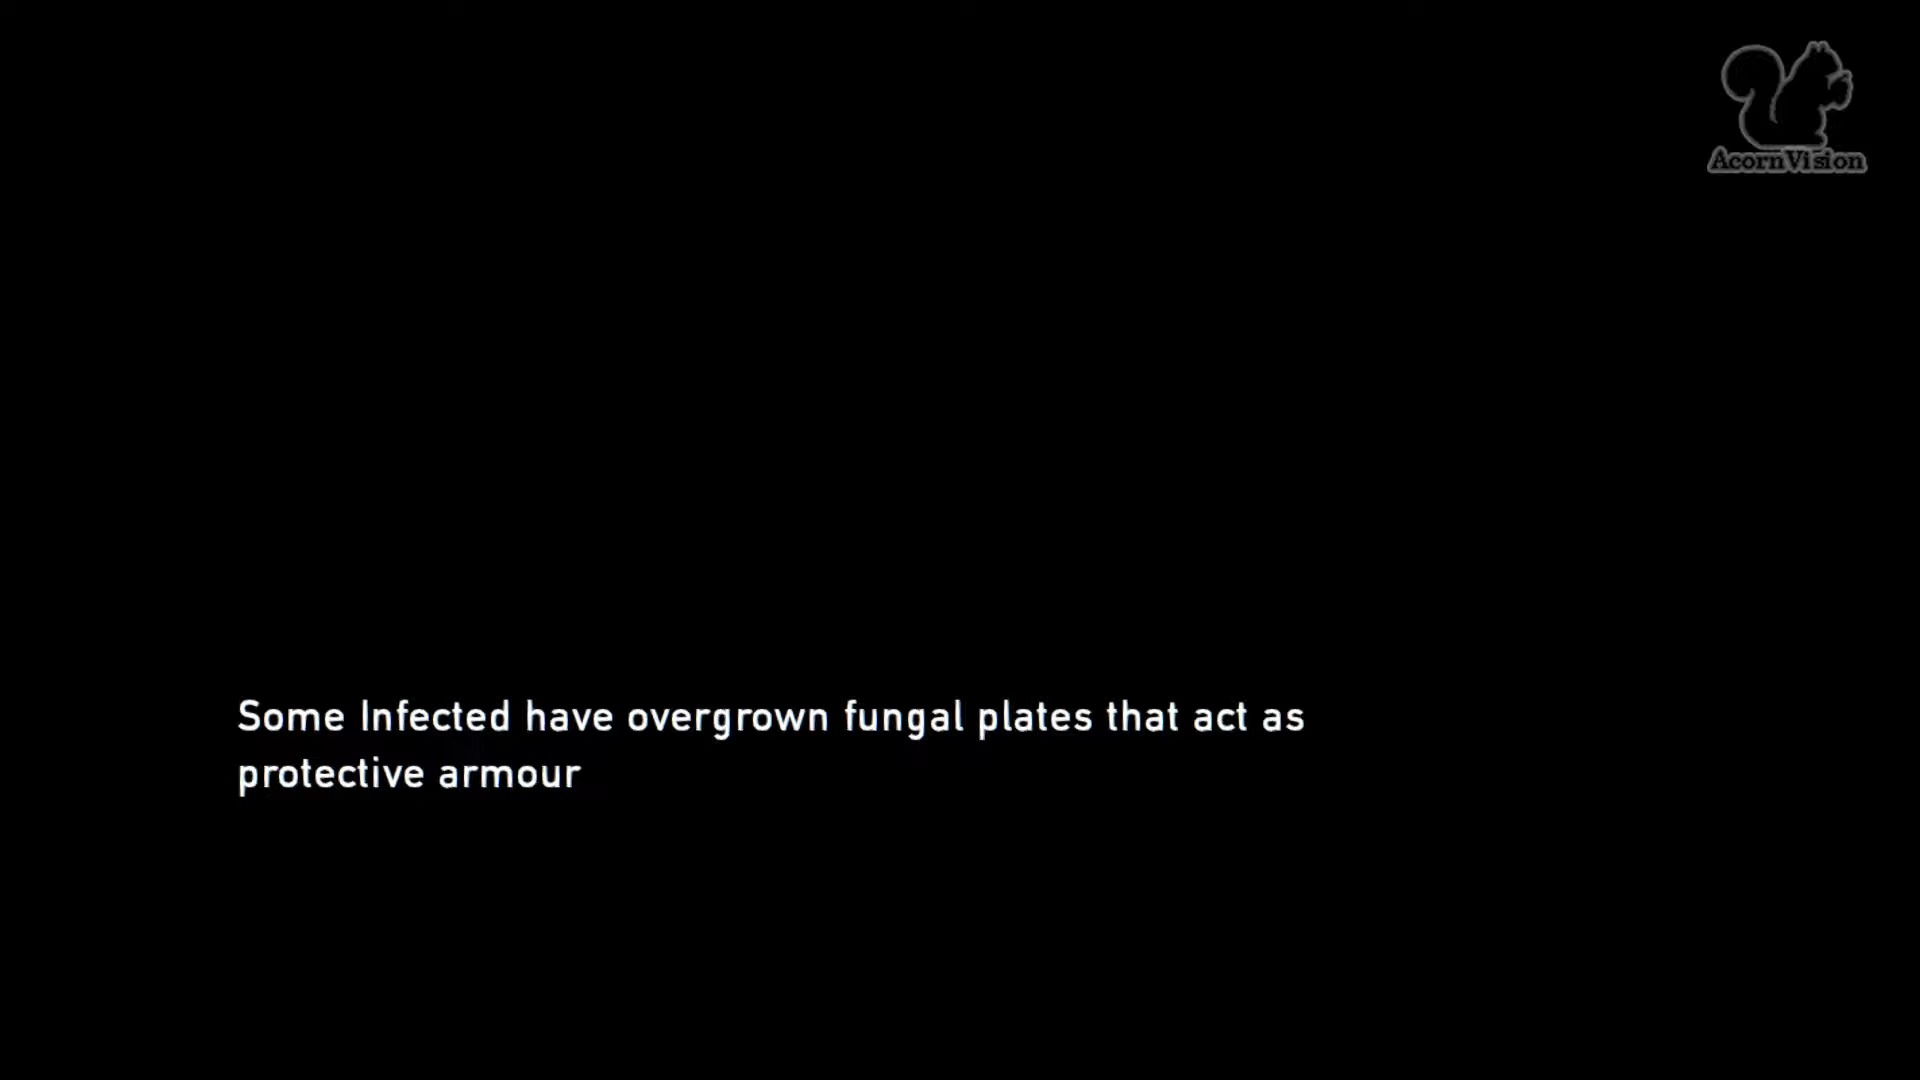 AcornVision
Some Infected have overgrown fungal plates that act as
protective armour